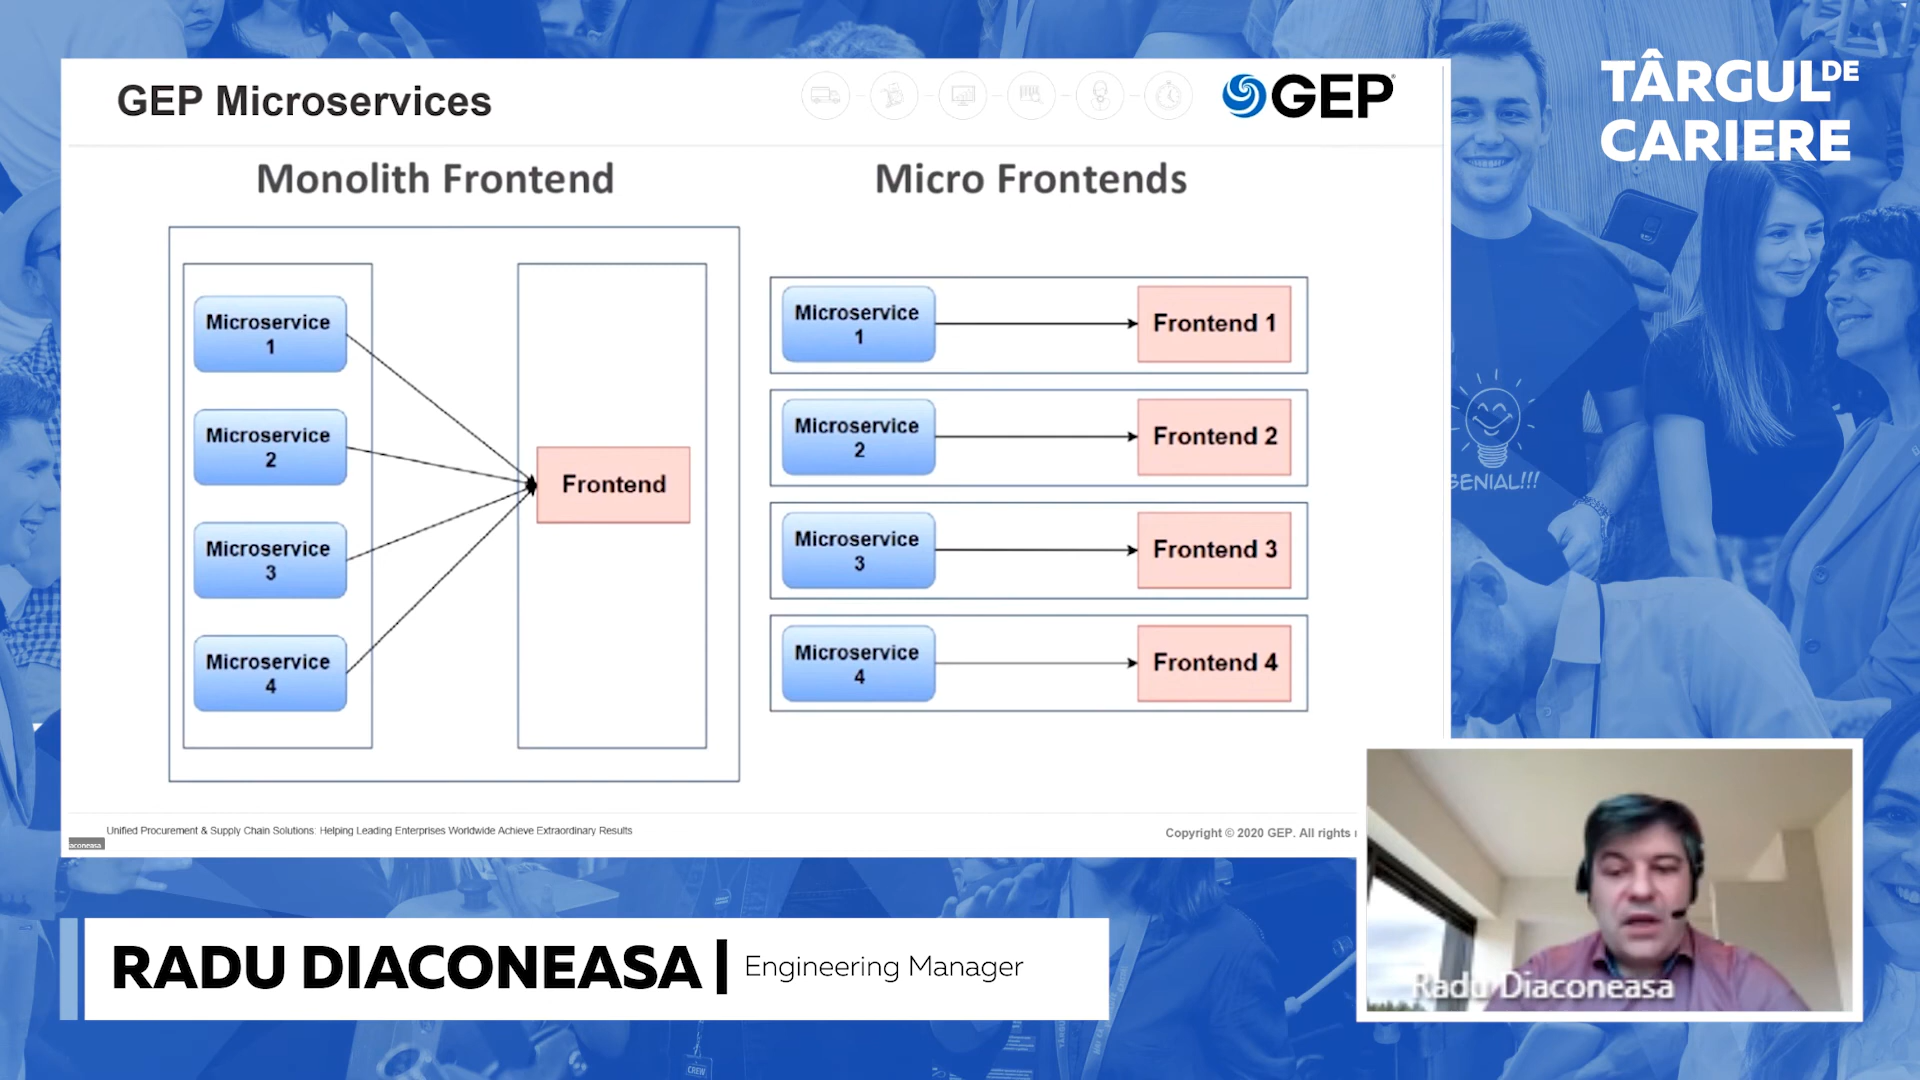 GEP Microservices
GEP
TÂRGUL DE
CARIERE
Monolith Frontend
Micro Frontends
Microservice
1
Microservice
2
Microservice
3
Microservice
4
Frontend
Microservice
1
Frontend 1
Microservice
2
Frontend 2
Microservice
3
Frontend 3
Microservice
4
Frontend 4
GENIAL!!!
Unified Procurement & Supply Chain Solutions: Helping Leading Enterprises Worldwide Achieve Extraordinary Results
Copyright © 2020 GEP. All rights
aconeasa
RADU DIACONEASA | Engineering Manager
Radu Diaconeasa
CREW